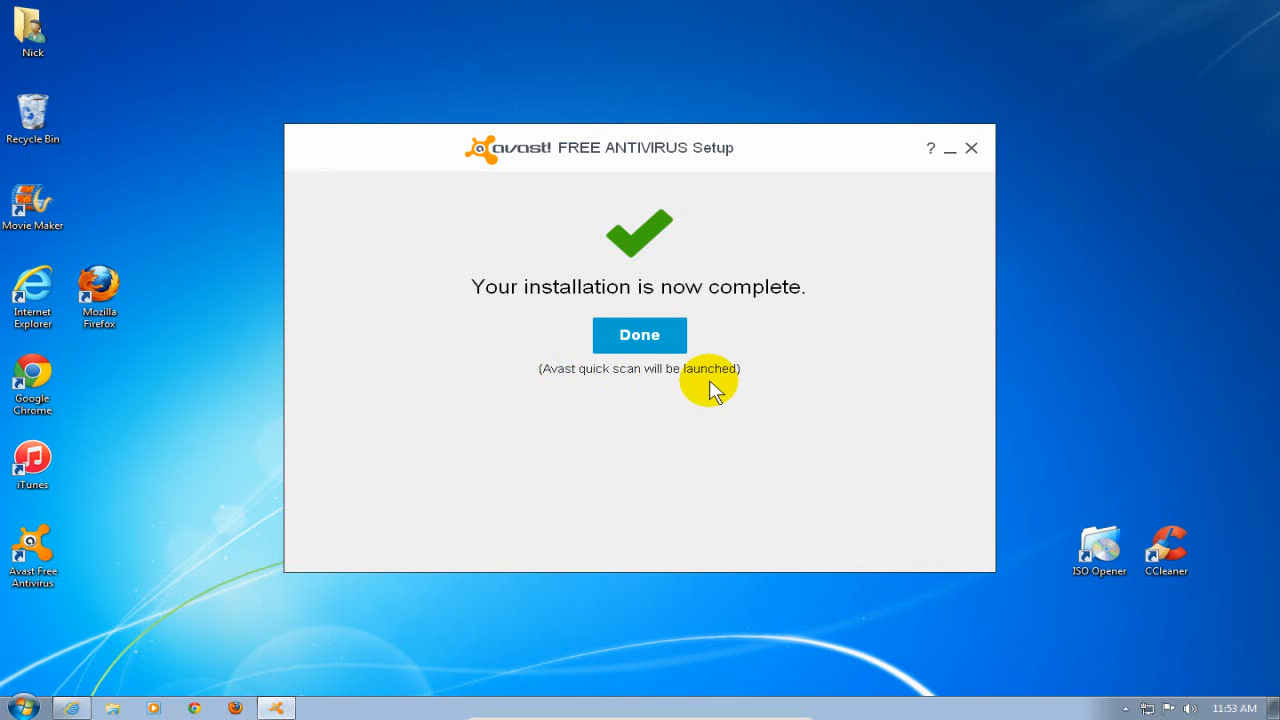 Nick
Recycle Bin
Movie Maker
Internet
Explorer
Mozilla
Firefox
Google
Chrome
iTunes
Avast Free
Antivirus
avast! FREE ANTIVIRUS Setup
?
Your installation is now complete.
Done
(Avast quick scan will be launched)
ISO Opener
CCleaner
11:53 AM